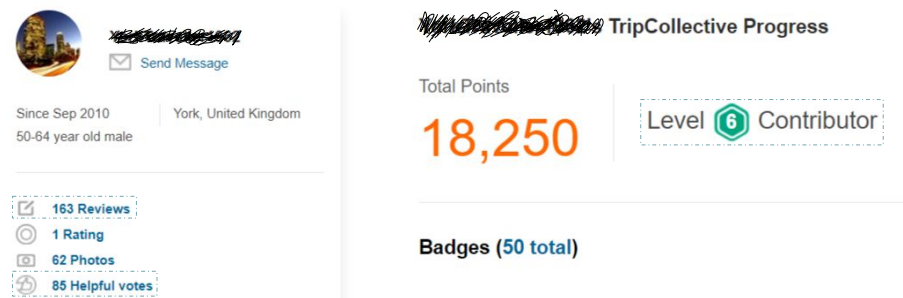 Send Message
Since Sep 2010
York, United Kingdom
50-64 year old male
163 Reviews
1 Rating
62 Photos
85 Helpful votes
TripCollective Progress
Total Points
18,250
Level 6 Contributor
Badges (50 total)